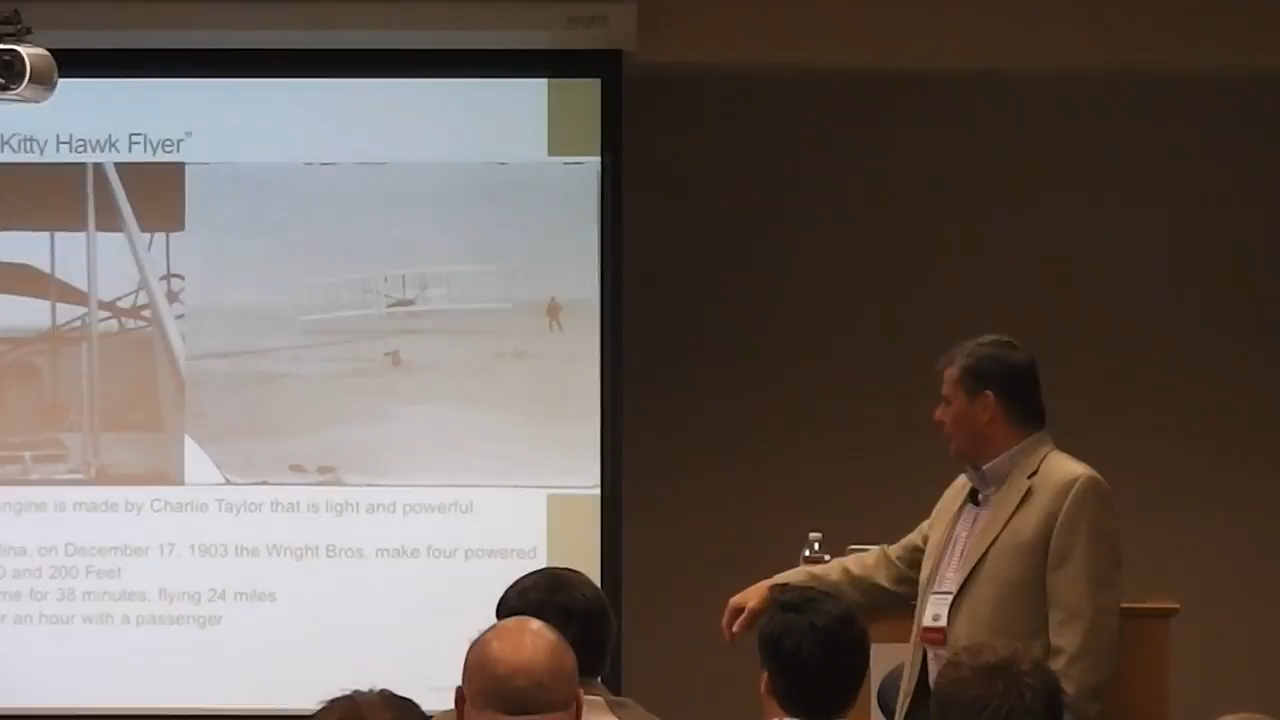 Kitty Hawk Flyer"
ngine is made by Charlie Taylor that is light and powerful.
lina, on December 17, 1903 the Wright Bros. make four powered
0 and 200 Feet
me for 38 minutes, flying 24 miles
r an hour with a passenger